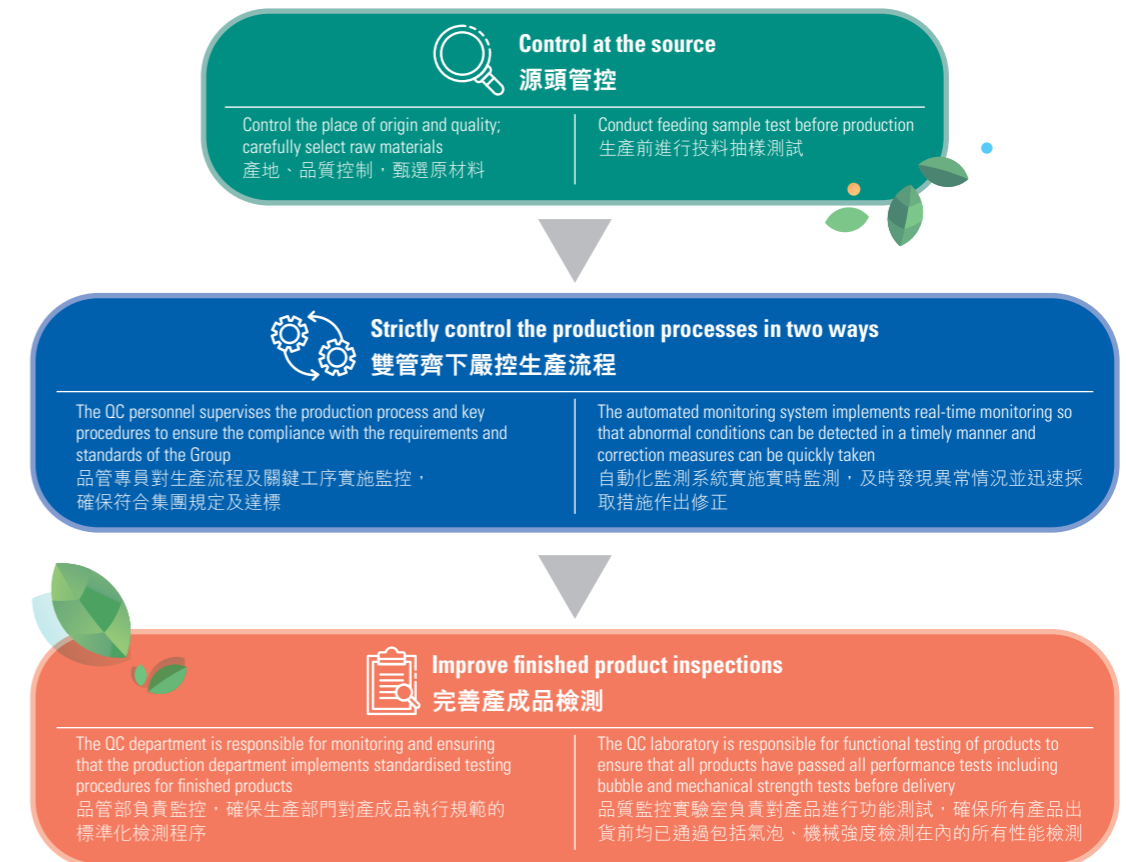 Control at the source
源頭管控
Control the place of origin and quality;
carefully select raw materials
產地、品質控制，甄選原材料
Conduct feeding sample test before production
生產前進行投料抽樣測試
Strictly control the production processes in two ways
雙管齊下嚴控生產流程
The QC personnel supervises the production process and key
procedures to ensure the compliance with the requirements and
standards of the Group
品管專員對生產流程及關鍵工序實施監控，
確保符合集團規定及達標
The automated monitoring system implements real-time monitoring so
that abnormal conditions can be detected in a timely manner and
correction measures can be quickly taken
自動化監測系統實施實時監測，及時發現異常情況並迅速採
取措施作出修正
Improve finished product inspections
完善產成品檢測
The QC department is responsible for monitoring and ensuring
that the production department implements standardised testing
procedures for finished products
品管部負責監控，確保生產部門對產成品執行規範的
標準化檢測程序
The QC laboratory is responsible for functional testing of products to
ensure that all products have passed all performance tests including
bubble and mechanical strength tests before delivery
品質監控實驗室負責對產品進行功能測試，確保所有產品出
貨前均已通過包括氣泡、機械強度檢測在內的所有性能檢測